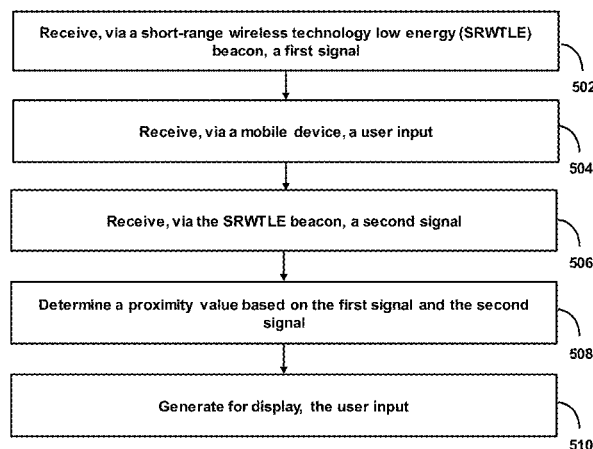 Receive, via a short-range wireless technology low energy (SRWTLE)
beacon, a first signal
502
Receive, via a mobile device, a user input
504
Receive, via the SRWTLE beacon, a second signal
506
Determine a proximity value based on the first signal and the second
signal
508
Generate for display, the user input
510